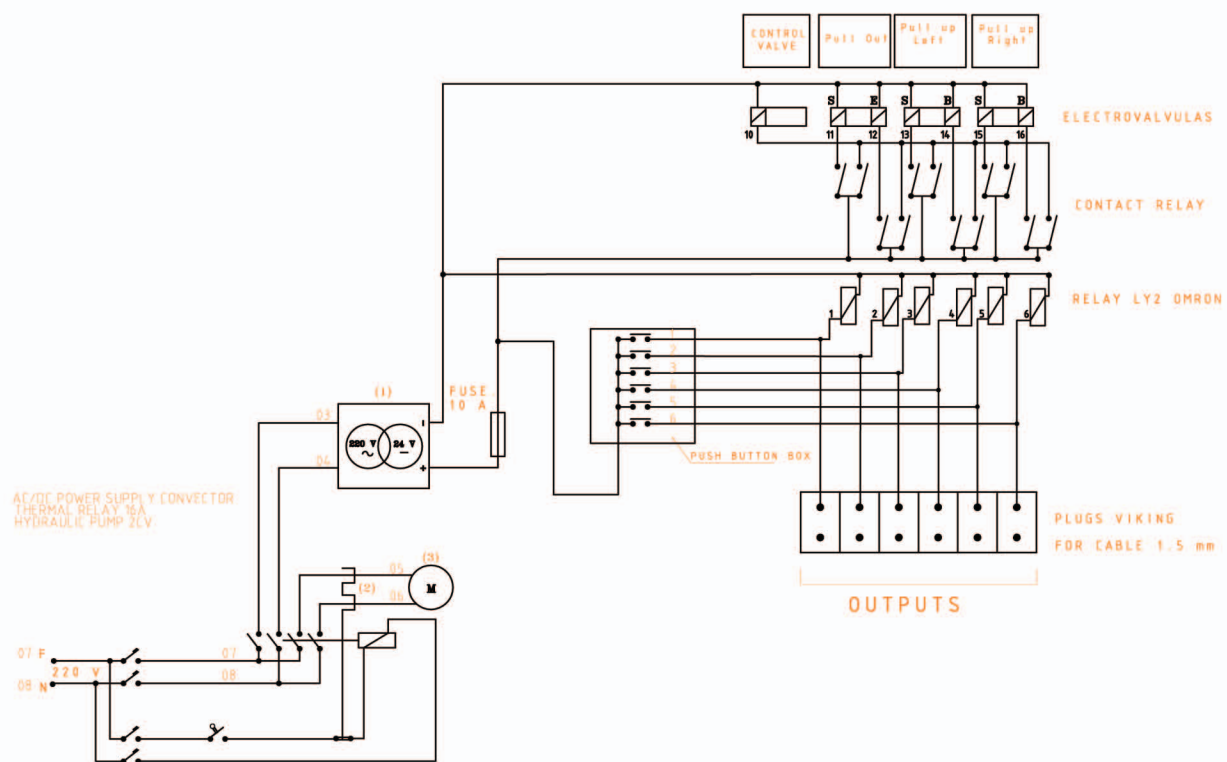 CONTROL
VALVE
Pull Out
Pull up
Left
Pull up
Right
S E S B S B
10 11 12 13 14 15 16
ELECTROVALVULAS
CONTACT RELAY
RELAY LY2 OMRON
1 2 3 4 5 6
1
2
3
4
5
6
PUSH BUTTON BOX
(1)
FUSE
10 A
03
04
220 V
24 V
-
+
AC/DC POWER SUPPLY CONVECTOR
THERMAL RELAY 16A
HYDRAULIC PUMP 2CV
PLUGS VIKING
FOR CABLE 1.5 mm
OUTPUTS
(3)
05
(2)
06
M
07 F
07
220 V
08
08 N